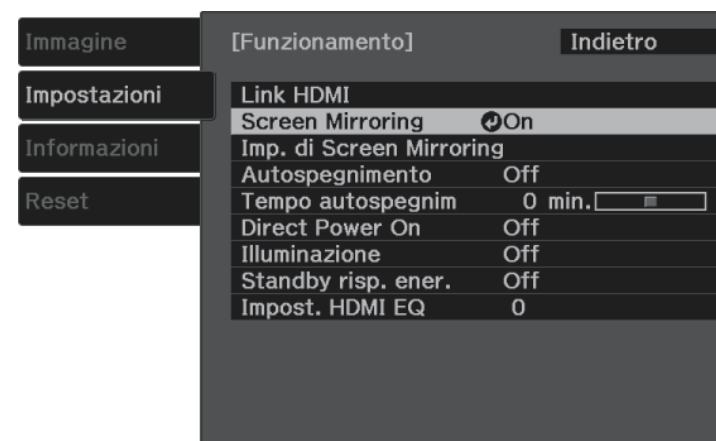 Immagine
Impostazioni
Informazioni
Reset
[Funzionamento] Indietro
Link HDMI
Screen Mirroring On
Imp. di Screen Mirroring
Autospegnimento Off
Tempo autospegnim 0 min.
Direct Power On Off
Illuminazione Off
Standby risp. ener. Off
Impost. HDMI EQ 0